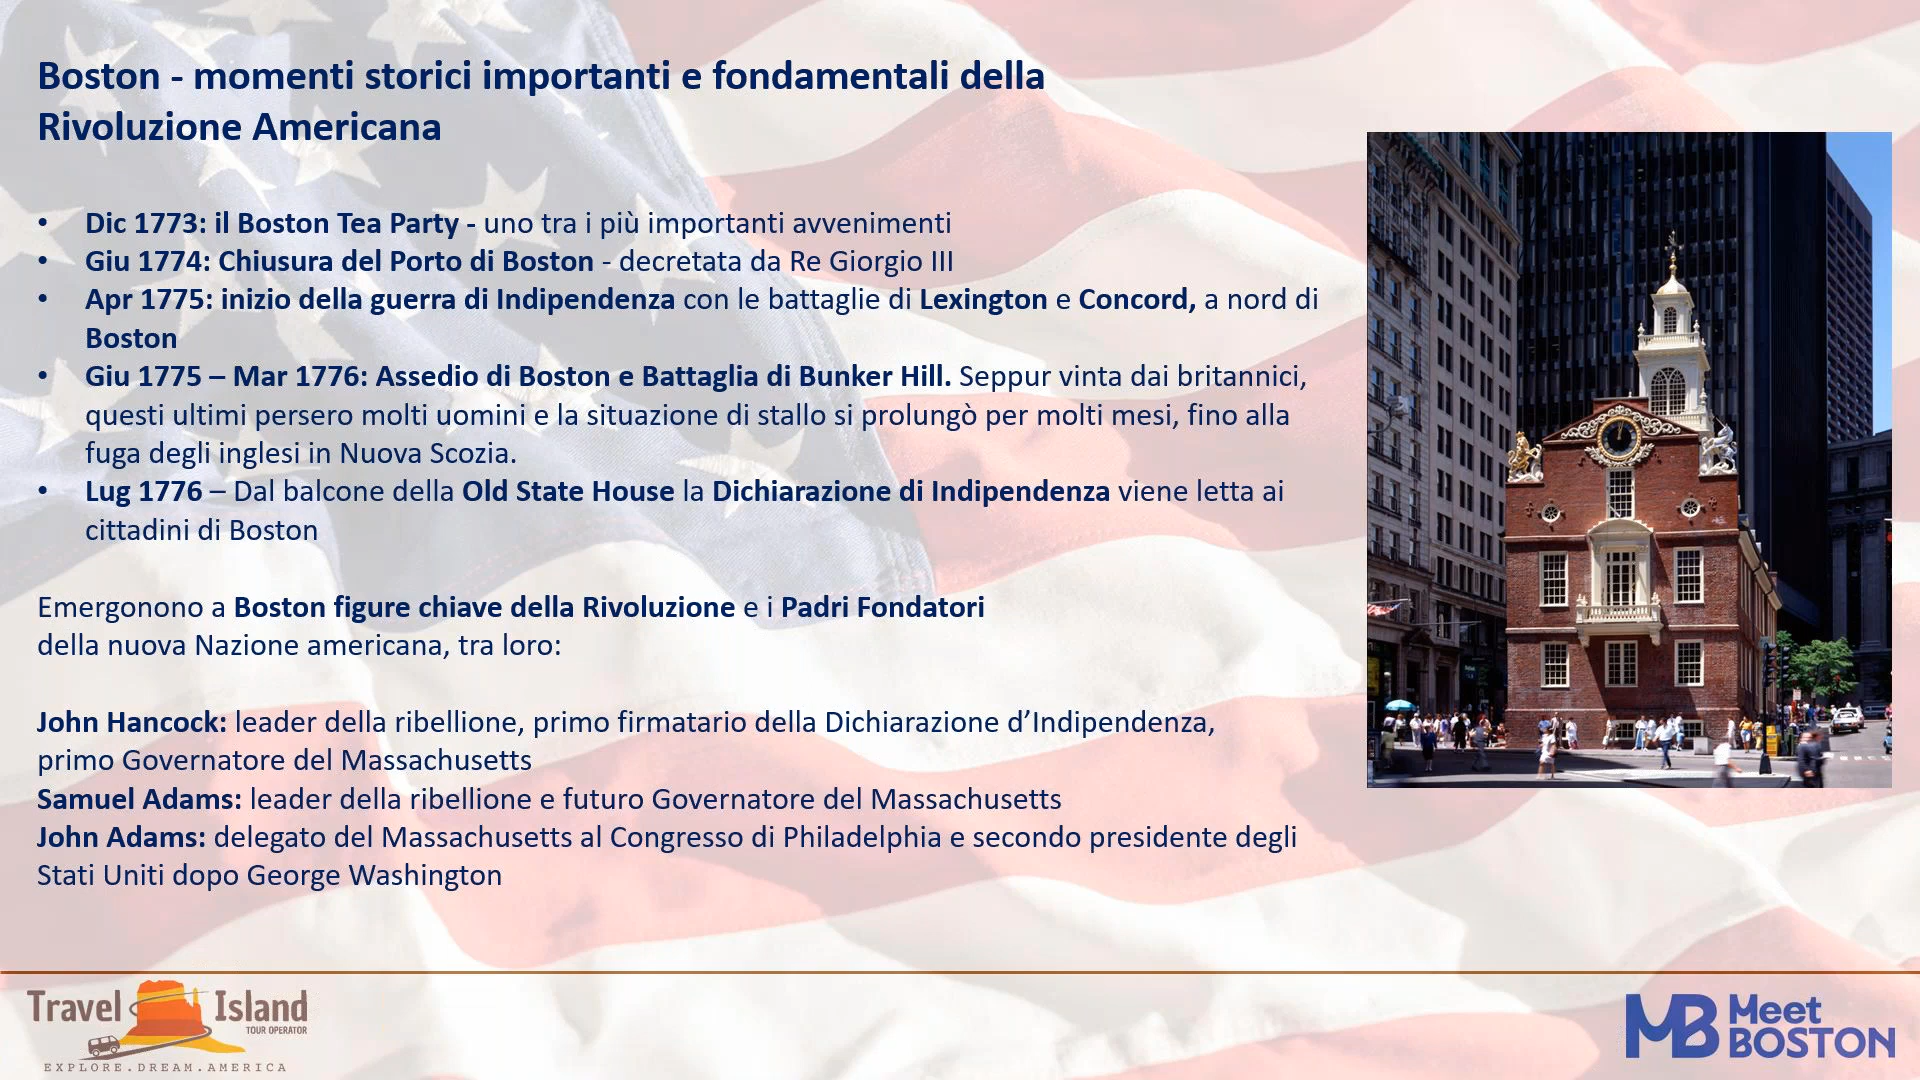 Boston - momenti storici importanti e fondamentali della
Rivoluzione Americana
• Dic 1773: il Boston Tea Party - uno tra i più importanti avvenimenti
• Giu 1774: Chiusura del Porto di Boston - decretata da Re Giorgio III
• Apr 1775: inizio della guerra di Indipendenza con le battaglie di Lexington e Concord, a nord di
Boston
• Giu 1775 – Mar 1776: Assedio di Boston e Battaglia di Bunker Hill. Seppur vinta dai britannici,
questi ultimi persero molti uomini e la situazione di stallo si prolungò per molti mesi, fino alla
fuga degli inglesi in Nuova Scozia.
• Lug 1776 – Dal balcone della Old State House la Dichiarazione di Indipendenza viene letta ai
cittadini di Boston
Emergonono a Boston figure chiave della Rivoluzione e i Padri Fondatori
della nuova Nazione americana, tra loro:
John Hancock: leader della ribellione, primo firmatario della Dichiarazione d’Indipendenza,
primo Governatore del Massachusetts
Samuel Adams: leader della ribellione e futuro Governatore del Massachusetts
John Adams: delegato del Massachusetts al Congresso di Philadelphia e secondo presidente degli
Stati Uniti dopo George Washington
Travel Island
TOUR OPERATOR
EXPLORE.DREAM.AMERICA
MB Meet
BOSTON